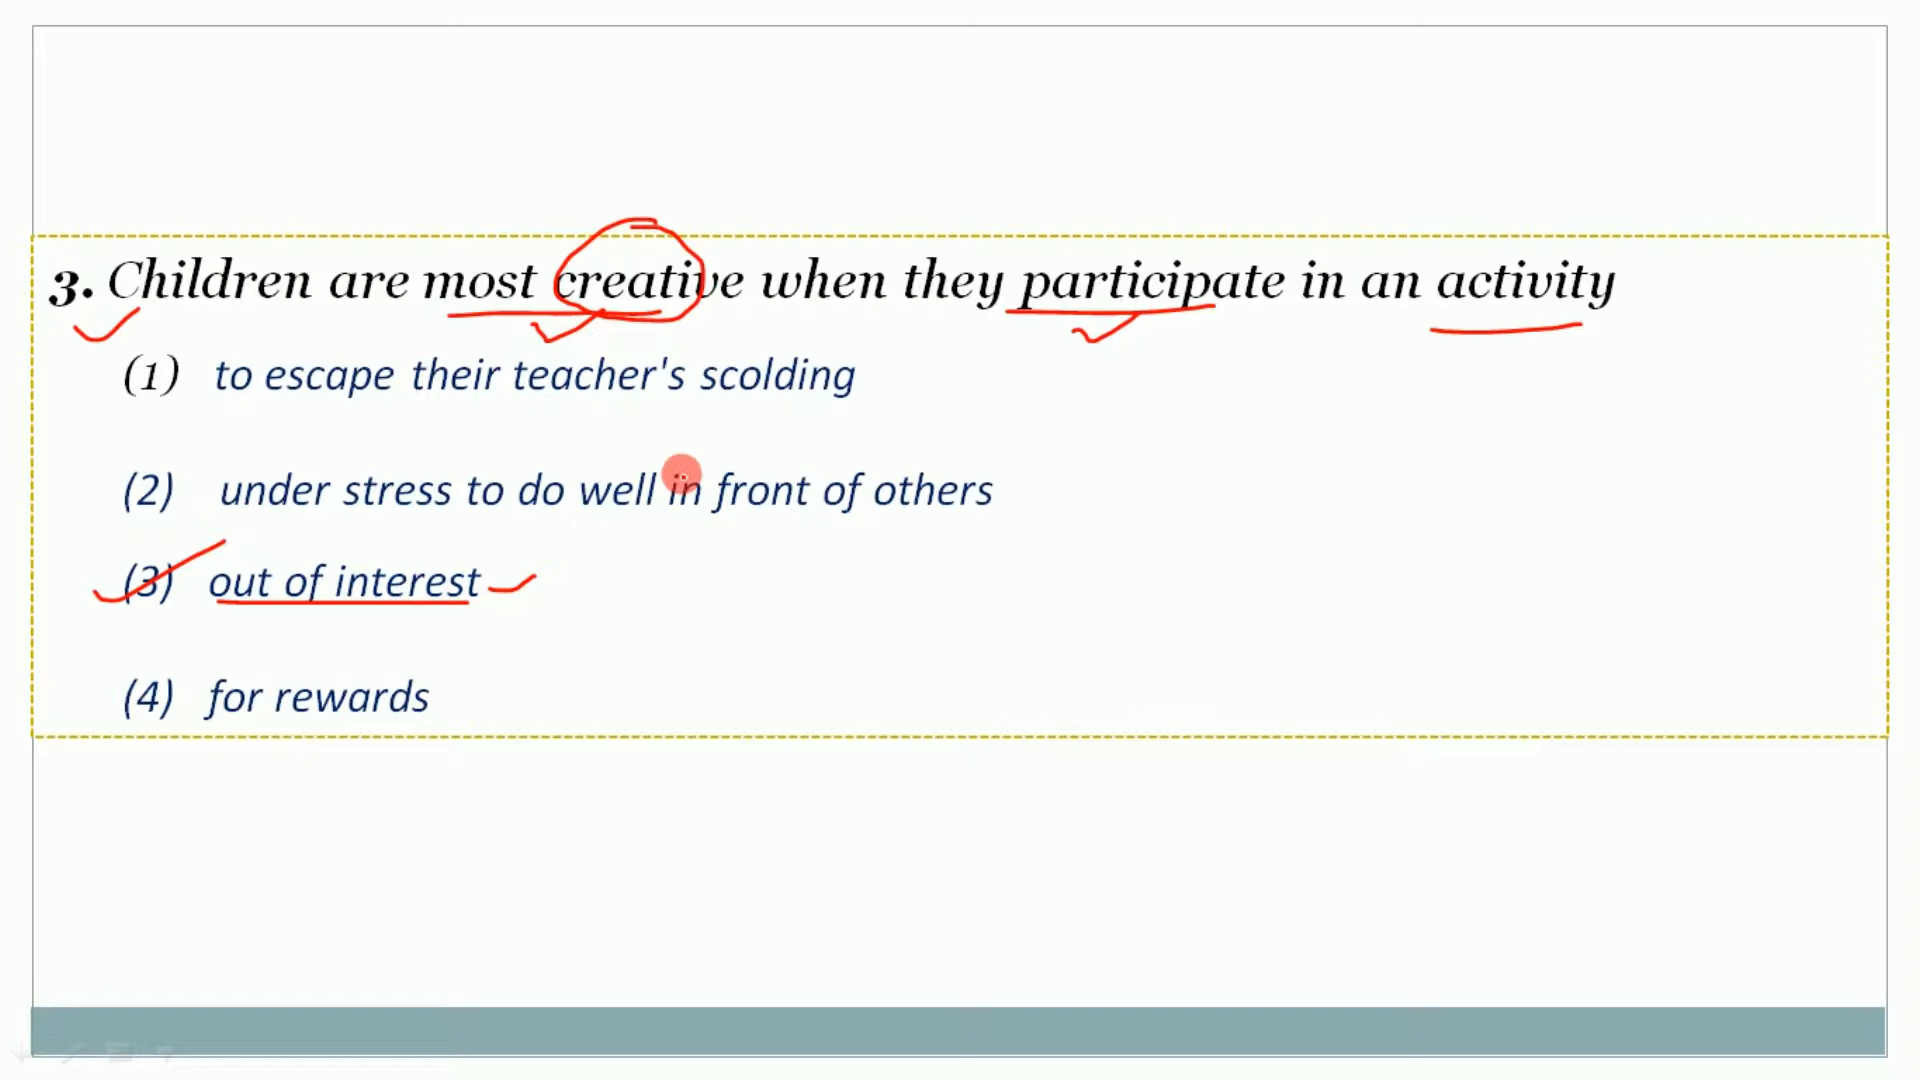 3. Children are most creative when they participate in an activity
(1) to escape their teacher's scolding
(2) under stress to do well in front of others
(3) out of interest
(4) for rewards